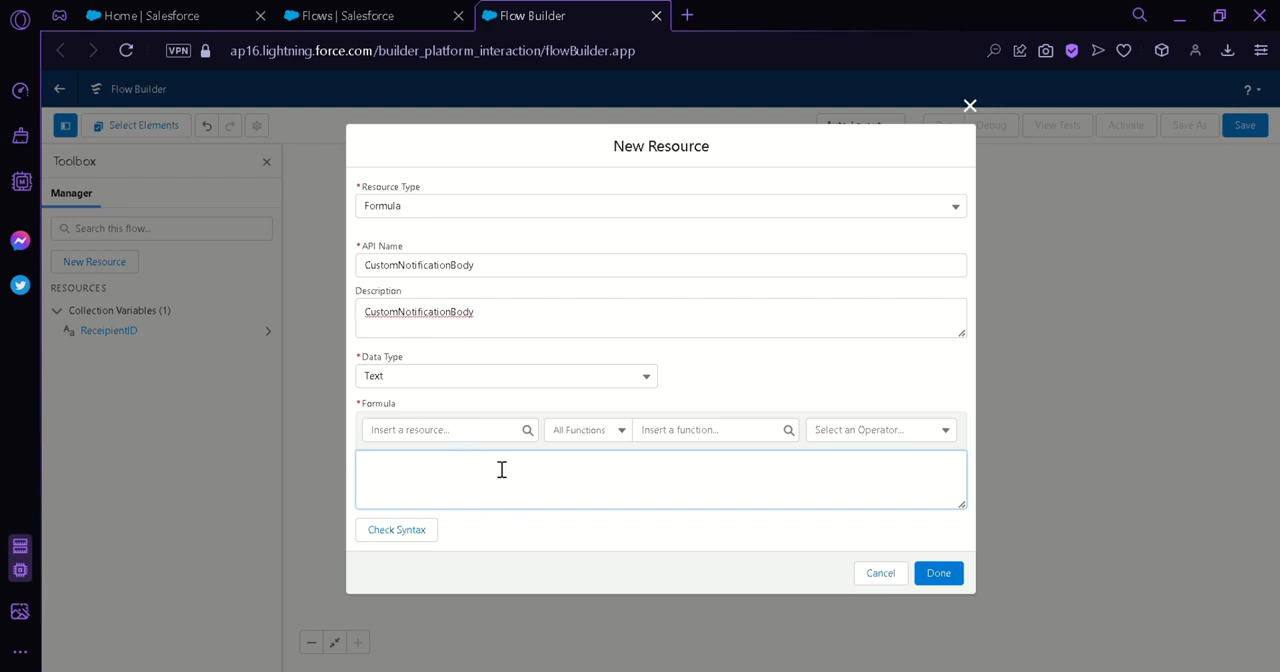 Home | Salesforce
Flows | Salesforce
Flow Builder
VPN
ap16.lightning.force.com/builder_platform_interaction/flowBuilder.app
Flow Builder
?
Select Elements
Debug
View Tests
Activate
Save As
Save
Toolbox
Manager
Search this flow...
New Resource
RESOURCES
Collection Variables (1)
ReceipientID
New Resource
*Resource Type
Formula
*API Name
CustomNotificationBody
Description
CustomNotificationBody
*Data Type
Text
*Formula
Insert a resource...
All Functions
Insert a function...
Select an Operator...
Check Syntax
Cancel
Done